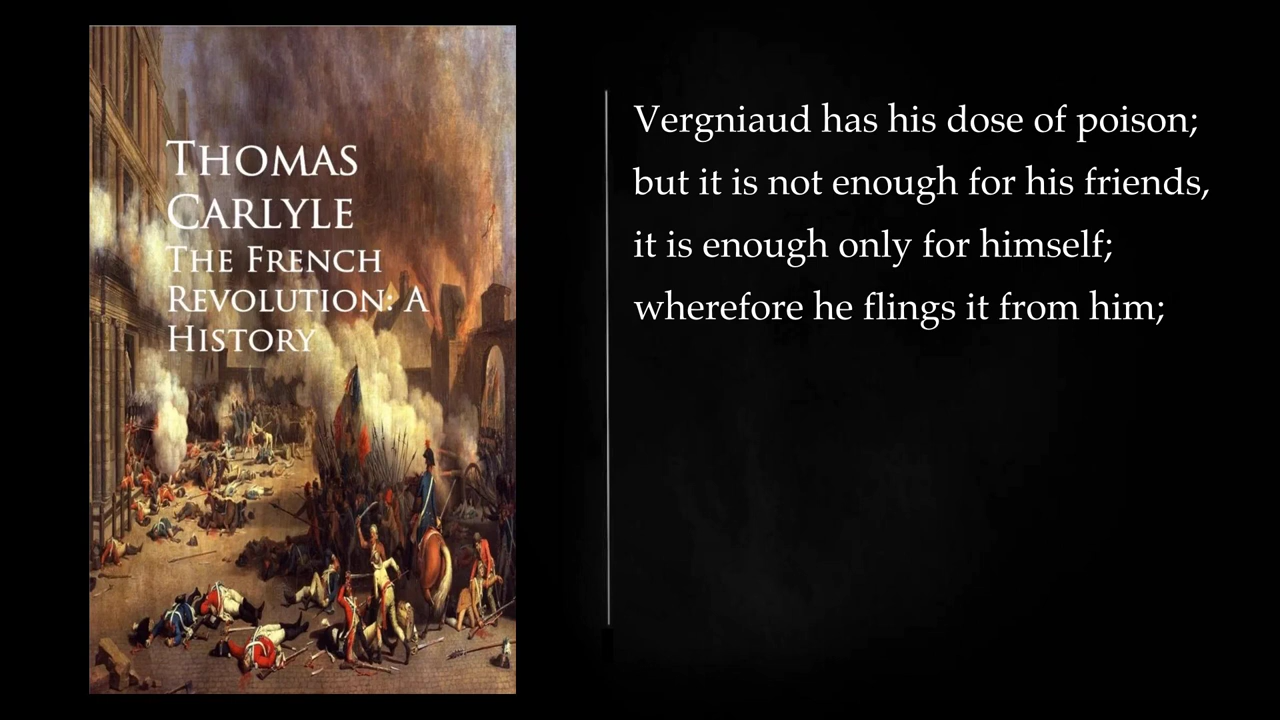 THOMAS
CARLYLE
THE FRENCH
REVOLUTION: A
HISTORY
Vergniaud has his dose of poison;
but it is not enough for his friends,
it is enough only for himself;
wherefore he flings it from him;